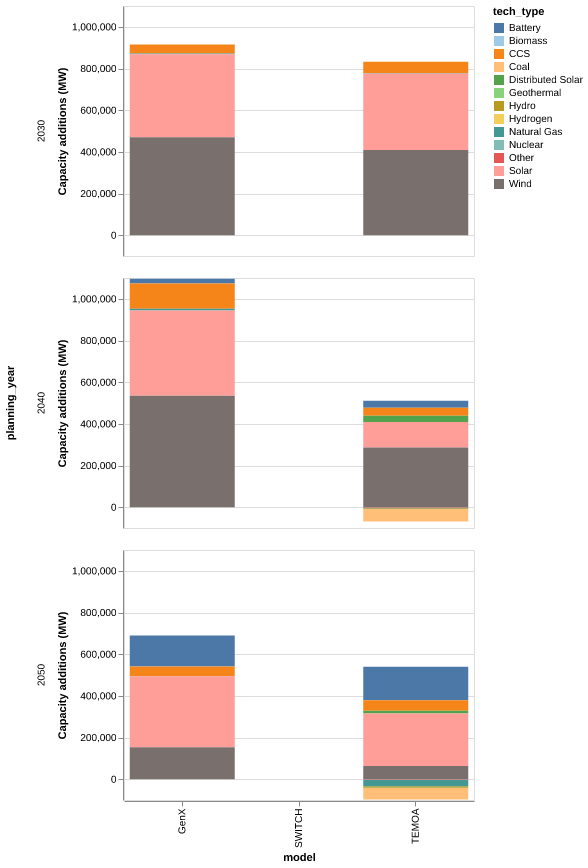 tech_type
Battery
Biomass
CCS
Coal
Distributed Solar
Geothermal
Hydro
Hydrogen
Natural Gas
Nuclear
Other
Solar
Wind
planning_year
2030
Capacity additions (MW)
1,000,000
800,000
600,000
400,000
200,000
0
2040
Capacity additions (MW)
1,000,000
800,000
600,000
400,000
200,000
0
2050
Capacity additions (MW)
1,000,000
800,000
600,000
400,000
200,000
0
GenX
SWITCH
TEMOA
model